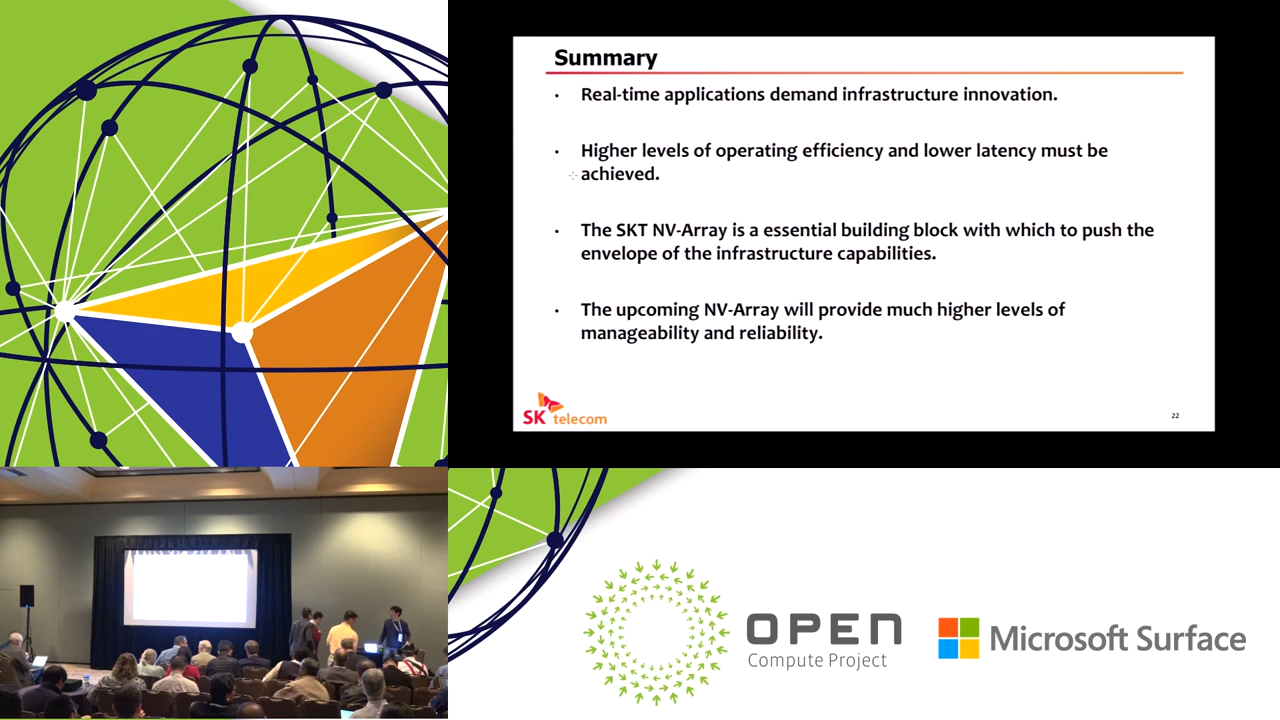 Summary
• Real-time applications demand infrastructure innovation.
• Higher levels of operating efficiency and lower latency must be
achieved.
• The SKT NV-Array is a essential building block with which to push the
envelope of the infrastructure capabilities.
• The upcoming NV-Array will provide much higher levels of
manageability and reliability.
SK telecom
22
OPEN
Compute Project
Microsoft Surface